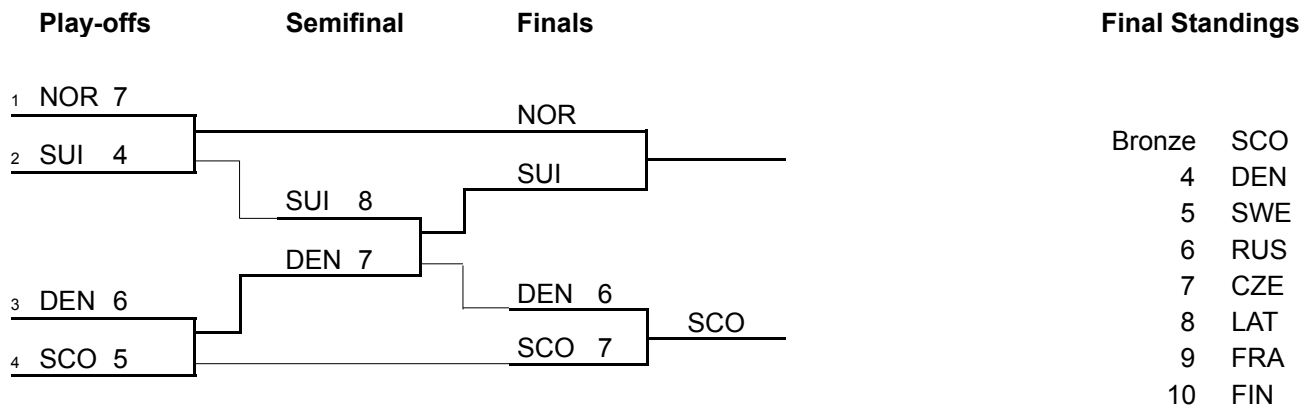 Play-offs Semifinal Finals Final Standings
1 NOR 7
NOR
2 SUI 4
SUI
SUI 8
DEN 7
3 DEN 6
DEN 6
SCO
4 SCO 5
SCO 7
Bronze SCO
4 DEN
5 SWE
6 RUS
7 CZE
8 LAT
9 FRA
10 FIN